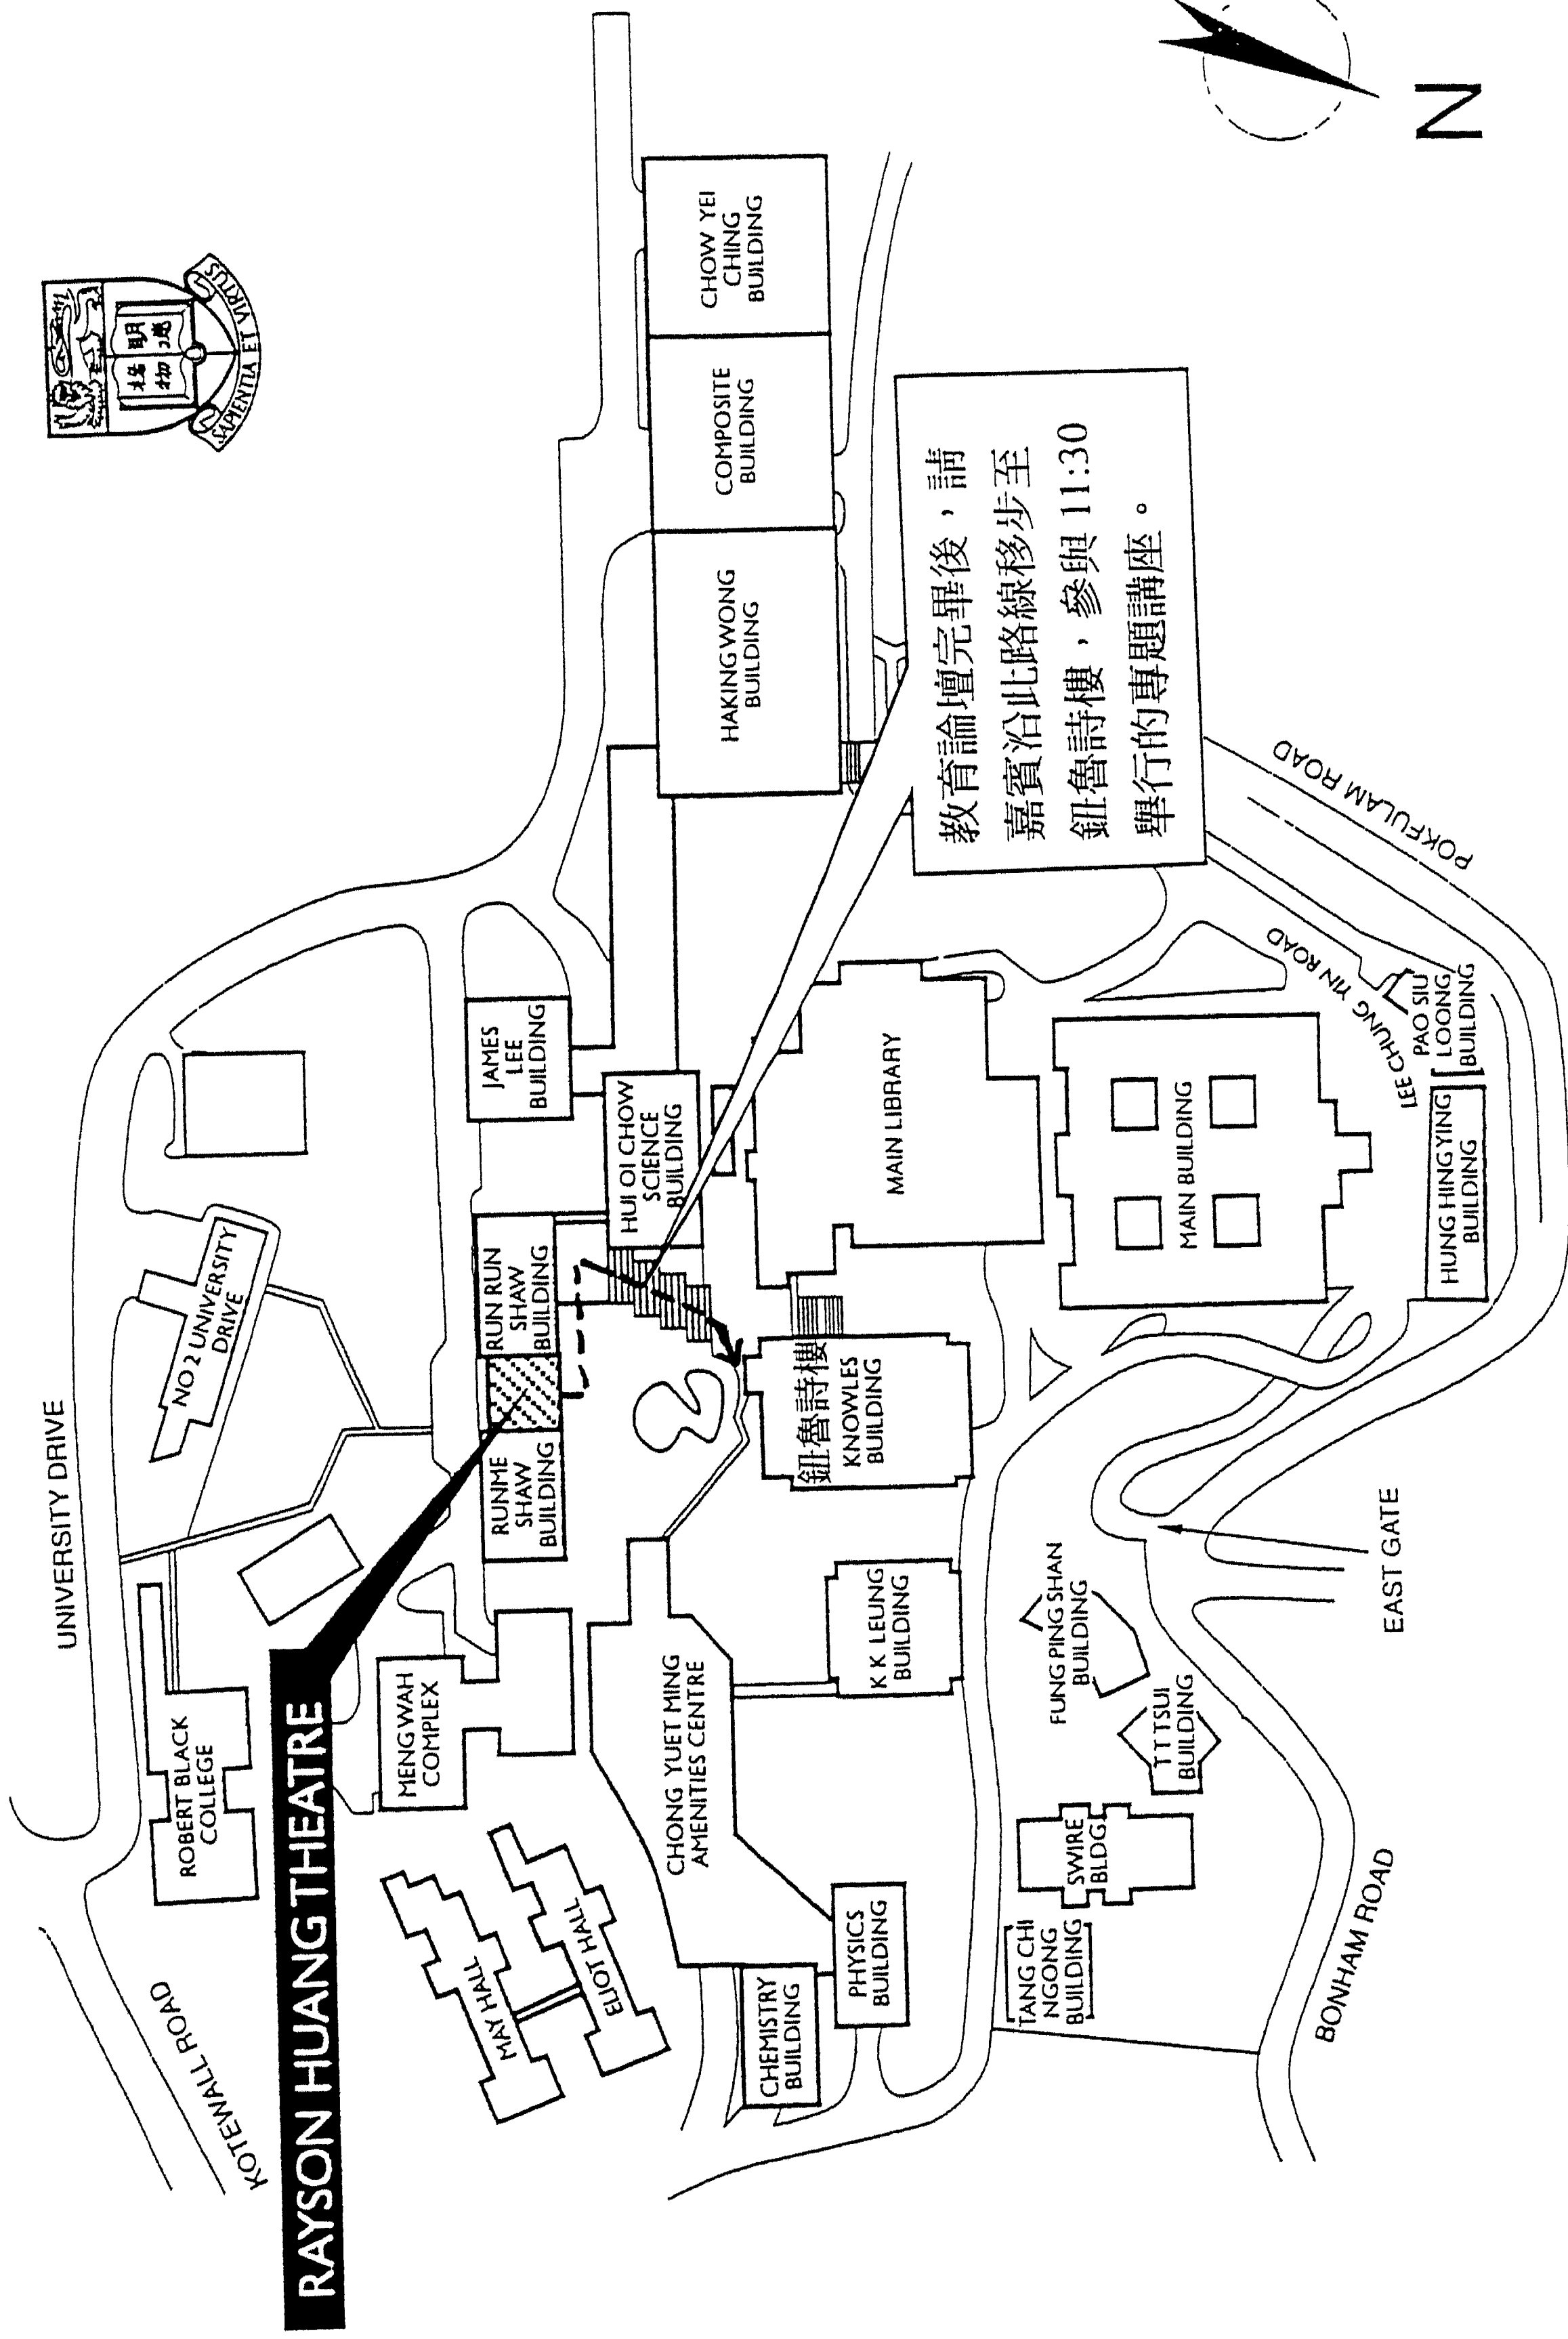 明德
格物
SAPIENTIA ET VIRTUS
UNIVERSITY DRIVE
KOTEWALL ROAD
ROBERT BLACK
COLLEGE
NO 2 UNIVERSITY
DRIVE
RAYSON HUANG THEATRE
MENG WAH
COMPLEX
RUNME
SHAW
BUILDING
RUN RUN
SHAW
BUILDING
JAMES
LEE
BUILDING
MAY HALL
ELIOT HALL
CHONG YUET MING
AMENITIES CENTRE
HUI OI CHOW
SCIENCE
BUILDING
HAKING WONG
BUILDING
COMPOSITE
BUILDING
CHOW YEI
CHING
BUILDING
CHEMISTRY
BUILDING
PHYSICS
BUILDING
K K LEUNG
BUILDING
鈕魯詩樓
KNOWLES
BUILDING
MAIN LIBRARY
教育論壇完畢後，請
嘉賓沿此路線移步至
鈕魯詩樓，參與 11:30
舉行的專題講座。
TANG CHI
NGONG
BUILDING
SWIRE
BLDG
T T TSUI
BUILDING
FUNG PING SHAN
BUILDING
MAIN BUILDING
LEE CHUNG YIN ROAD
PAO SIU
LOONG
BUILDING
HUNG HING YING
BUILDING
POKFULAM ROAD
EAST GATE
BONHAM ROAD
N